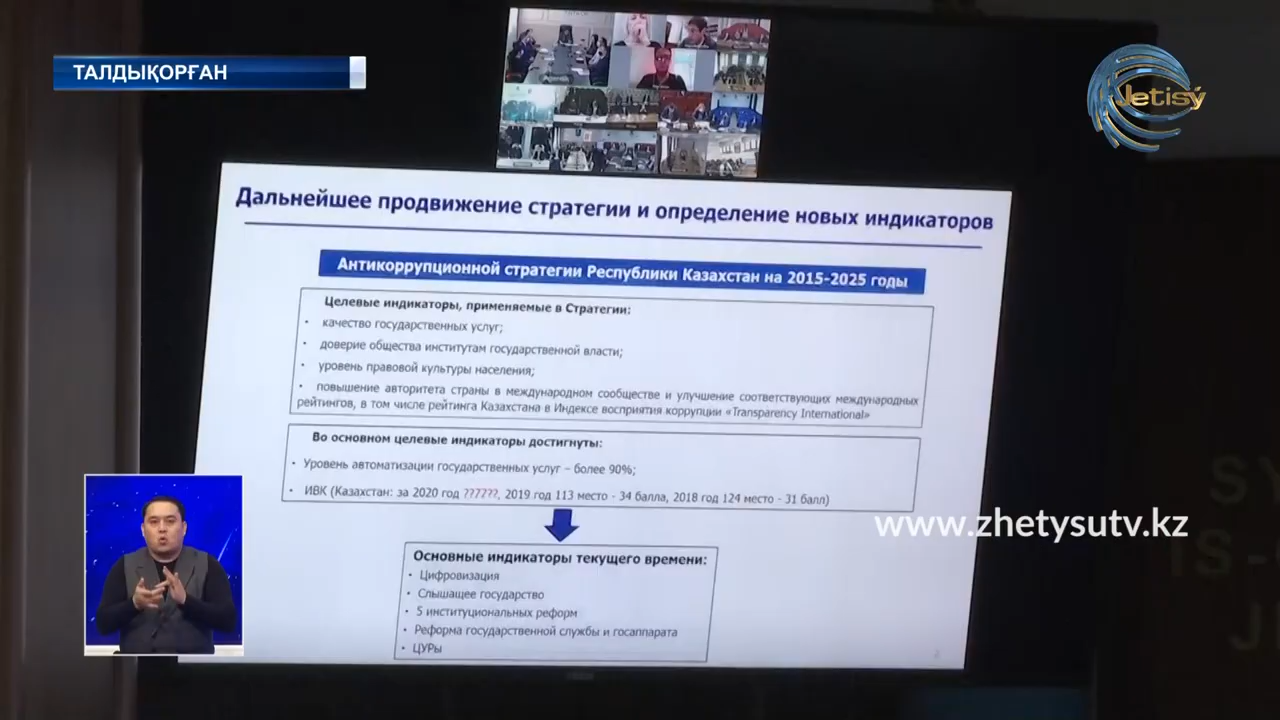 ТАЛДЫҚОРҒАН
Jetisý
Дальнейшее продвижение стратегии и определение новых индикаторов
Антикоррупционной стратегии Республики Казахстан на 2015-2025 годы
Целевые индикаторы, применяемые в Стратегии:
• качество государственных услуг;
• доверие общества институтам государственной власти;
• уровень правовой культуры населения;
• повышение авторитета страны в международном сообществе и улучшение соответствующих международных
рейтингов, в том числе рейтинга Казахстана в Индексе восприятия коррупции «Transparency International»
Во основном целевые индикаторы достигнуты:
• Уровень автоматизации государственных услуг – более 90%;
• ИВК (Казахстан: за 2020 год ??????, 2019 год 113 место - 34 балла, 2018 год 124 место - 31 балл)
www.zhetysutv.kz
Основные индикаторы текущего времени:
• Цифровизация
• Слышащее государство
• 5 институциональных реформ
• Реформа государственной службы и госаппарата
• ЦУРы
4